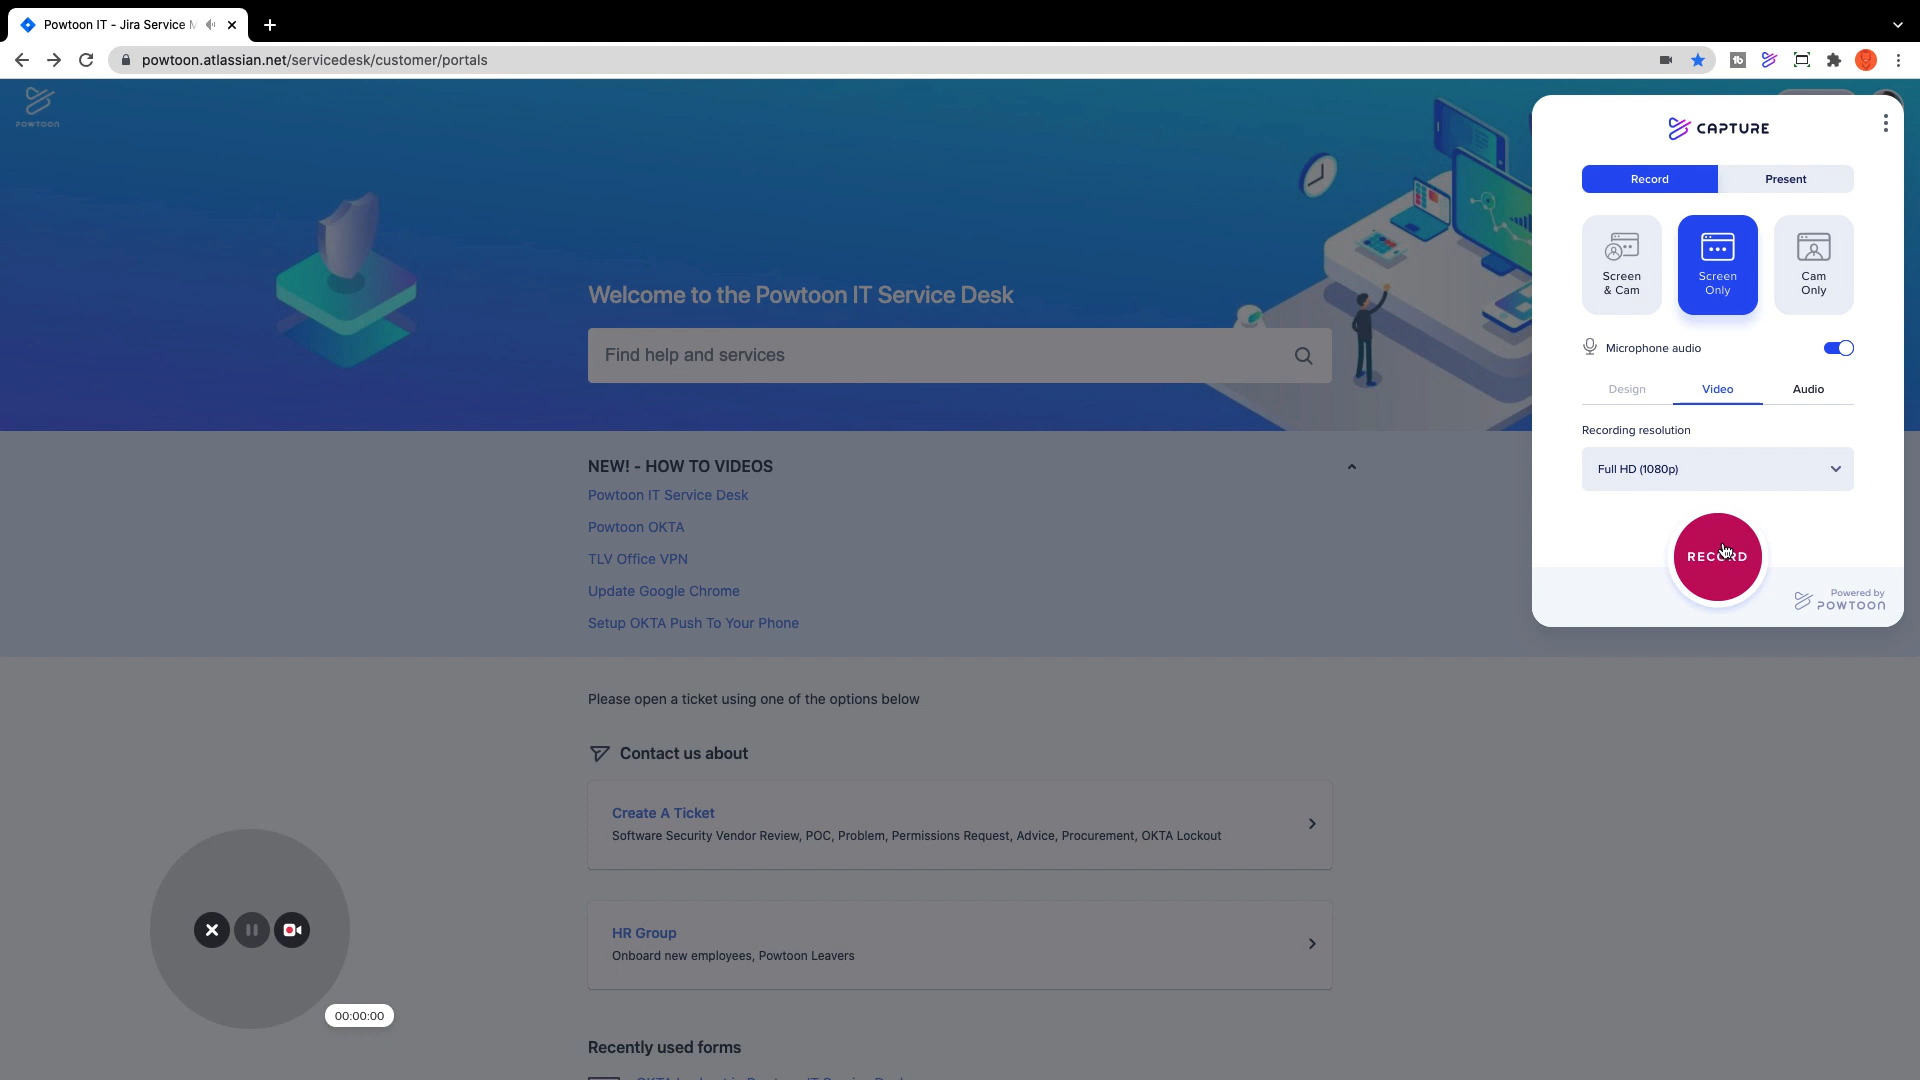 Powtoon IT - Jira Service M
powtoon.atlassian.net/servicedesk/customer/portals
POWTOON
CAPTURE
Record
Present
Screen & Cam
Screen Only
Cam Only
Welcome to the Powtoon IT Service Desk
Find help and services
Microphone audio
Design
Video
Audio
Recording resolution
Full HD (1080p)
RECORD
Powered by
POWTOON
NEW! - HOW TO VIDEOS
Powtoon IT Service Desk
Powtoon OKTA
TLV Office VPN
Update Google Chrome
Setup OKTA Push To Your Phone
Please open a ticket using one of the options below
Contact us about
Create A Ticket
Software Security Vendor Review, POC, Problem, Permissions Request, Advice, Procurement, OKTA Lockout
HR Group
Onboard new employees, Powtoon Leavers
00:00:00
Recently used forms